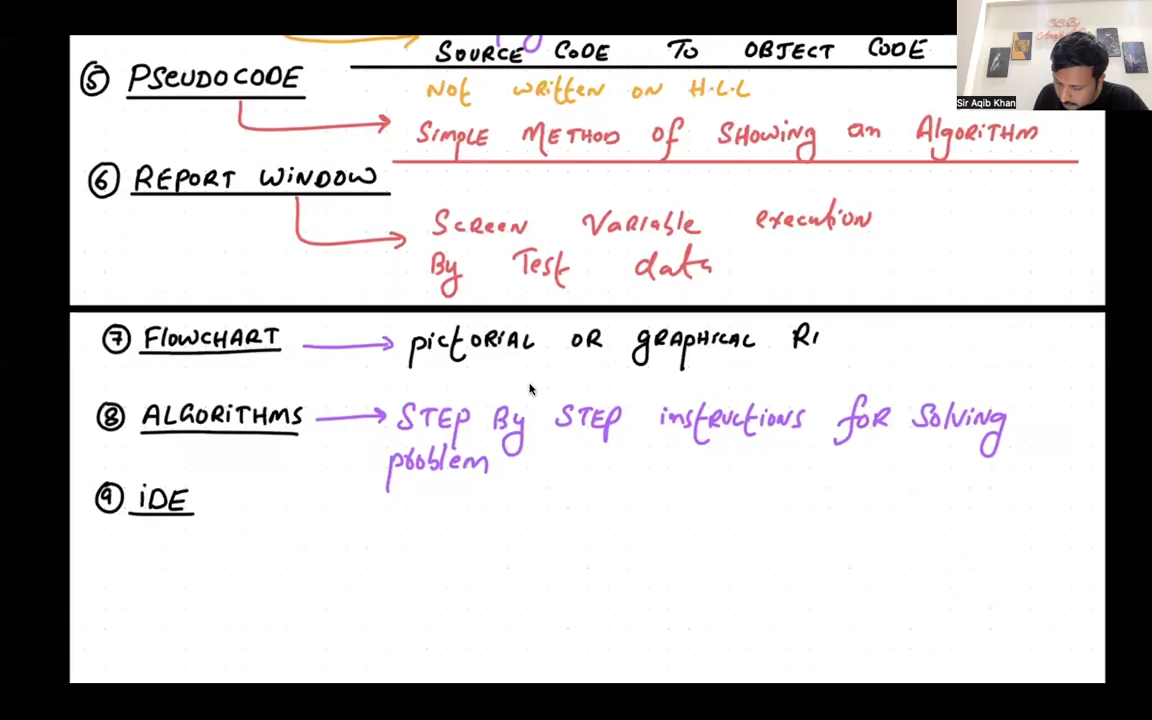 SOURCE CODE TO OBJECT CODE
⑤ PSEUDOCODE
Not written on H.L.L
SIMPLE METHOD of SHOWING an AlgoRITHM
⑥ REPORT WINDOW
SCREEN VARIABLE execution
By Test data
⑦ FLOWCHART → pictORIAL OR gRAPHICAL RI
⑧ ALGORITHMS → STEP By STEP instRUCTIONS foR Solving
problem
⑨ iDE
Sir Aqib Khan